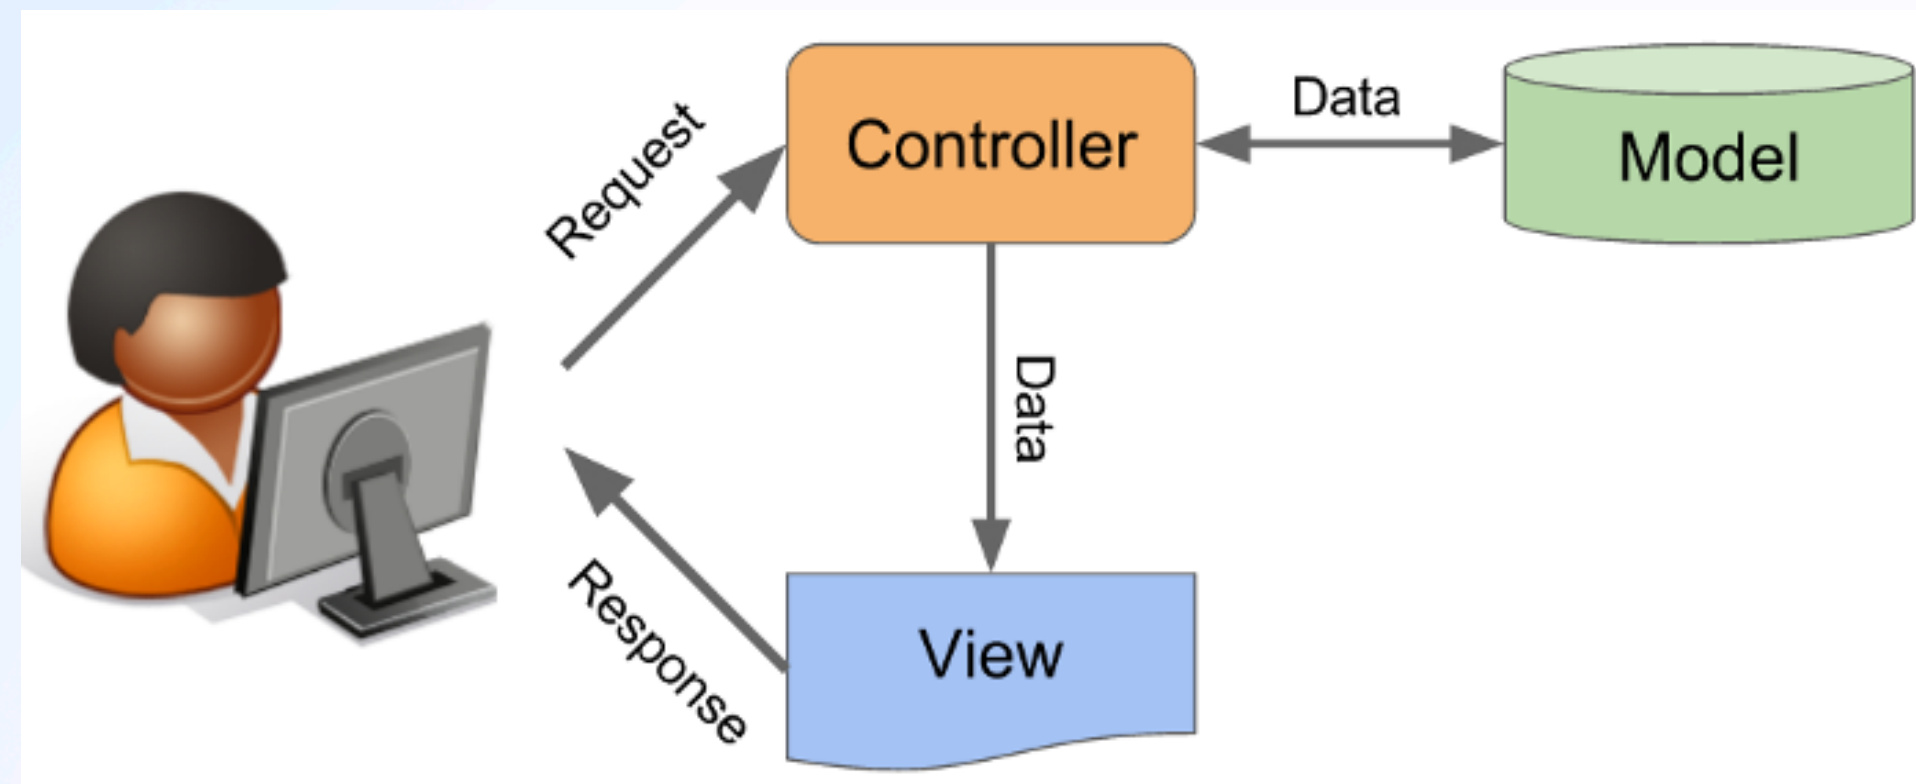 Request
Controller
Data
Model
Data
Response
View